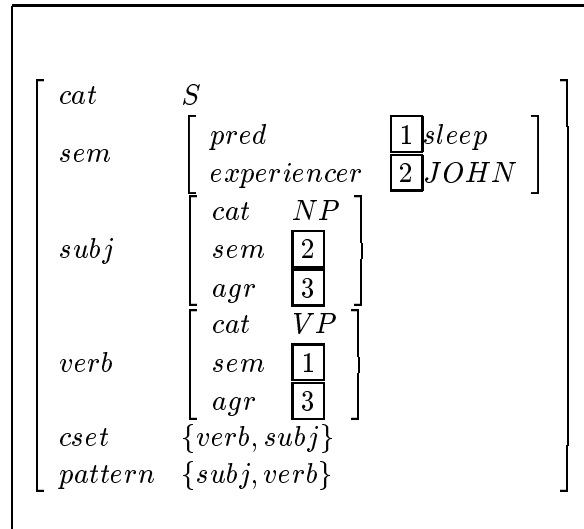 cat S
sem pred 1 sleep
experiencer 2 JOHN
subj cat NP
sem 2
agr 3
verb cat VP
sem 1
agr 3
cset {verb, subj}
pattern {subj, verb}